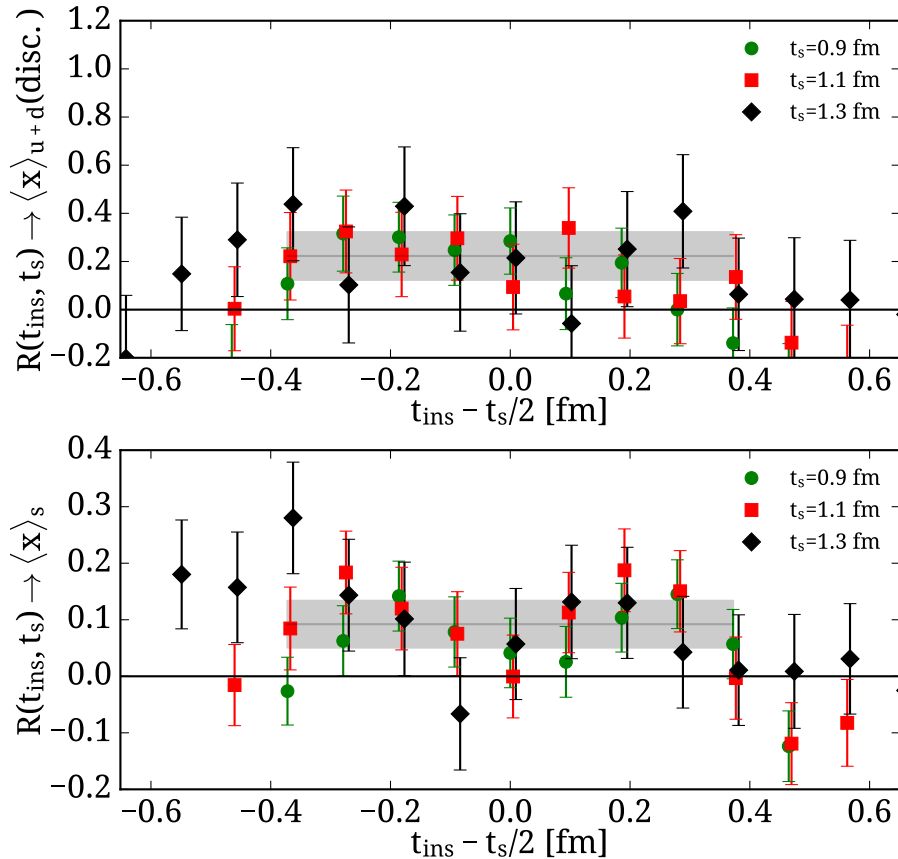 R(t_ins, t_s) → ⟨x⟩_u+d(disc.)
1.2
1.0
0.8
0.6
0.4
0.2
0.0
−0.2
t_s=0.9 fm
t_s=1.1 fm
t_s=1.3 fm
−0.6 −0.4 −0.2 0.0 0.2 0.4 0.6
t_ins − t_s/2 [fm]
R(t_ins, t_s) → ⟨x⟩_s
0.4
0.3
0.2
0.1
0.0
−0.1
−0.2
t_s=0.9 fm
t_s=1.1 fm
t_s=1.3 fm
−0.6 −0.4 −0.2 0.0 0.2 0.4 0.6
t_ins − t_s/2 [fm]